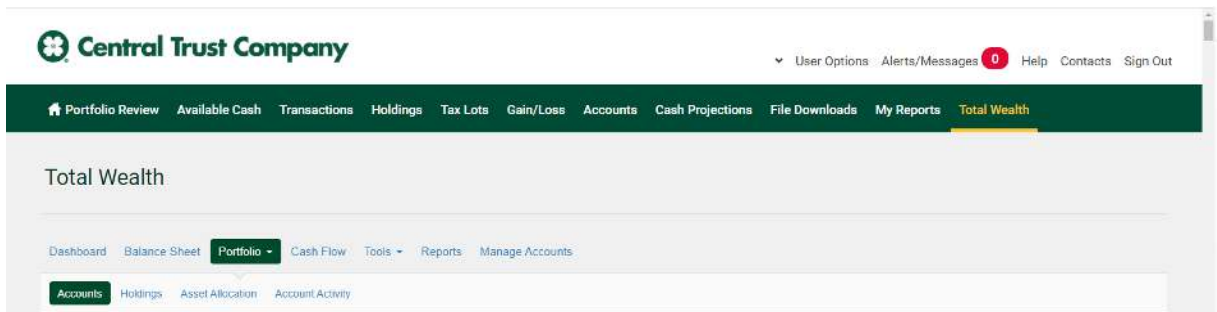 Central Trust Company
User Options Alerts/Messages 0 Help Contacts Sign Out
Portfolio Review Available Cash Transactions Holdings Tax Lots Gain/Loss Accounts Cash Projections File Downloads My Reports Total Wealth
Total Wealth
Dashboard Balance Sheet Portfolio Cash Flow Tools Reports Manage Accounts
Accounts Holdings Asset Allocation Account Activity